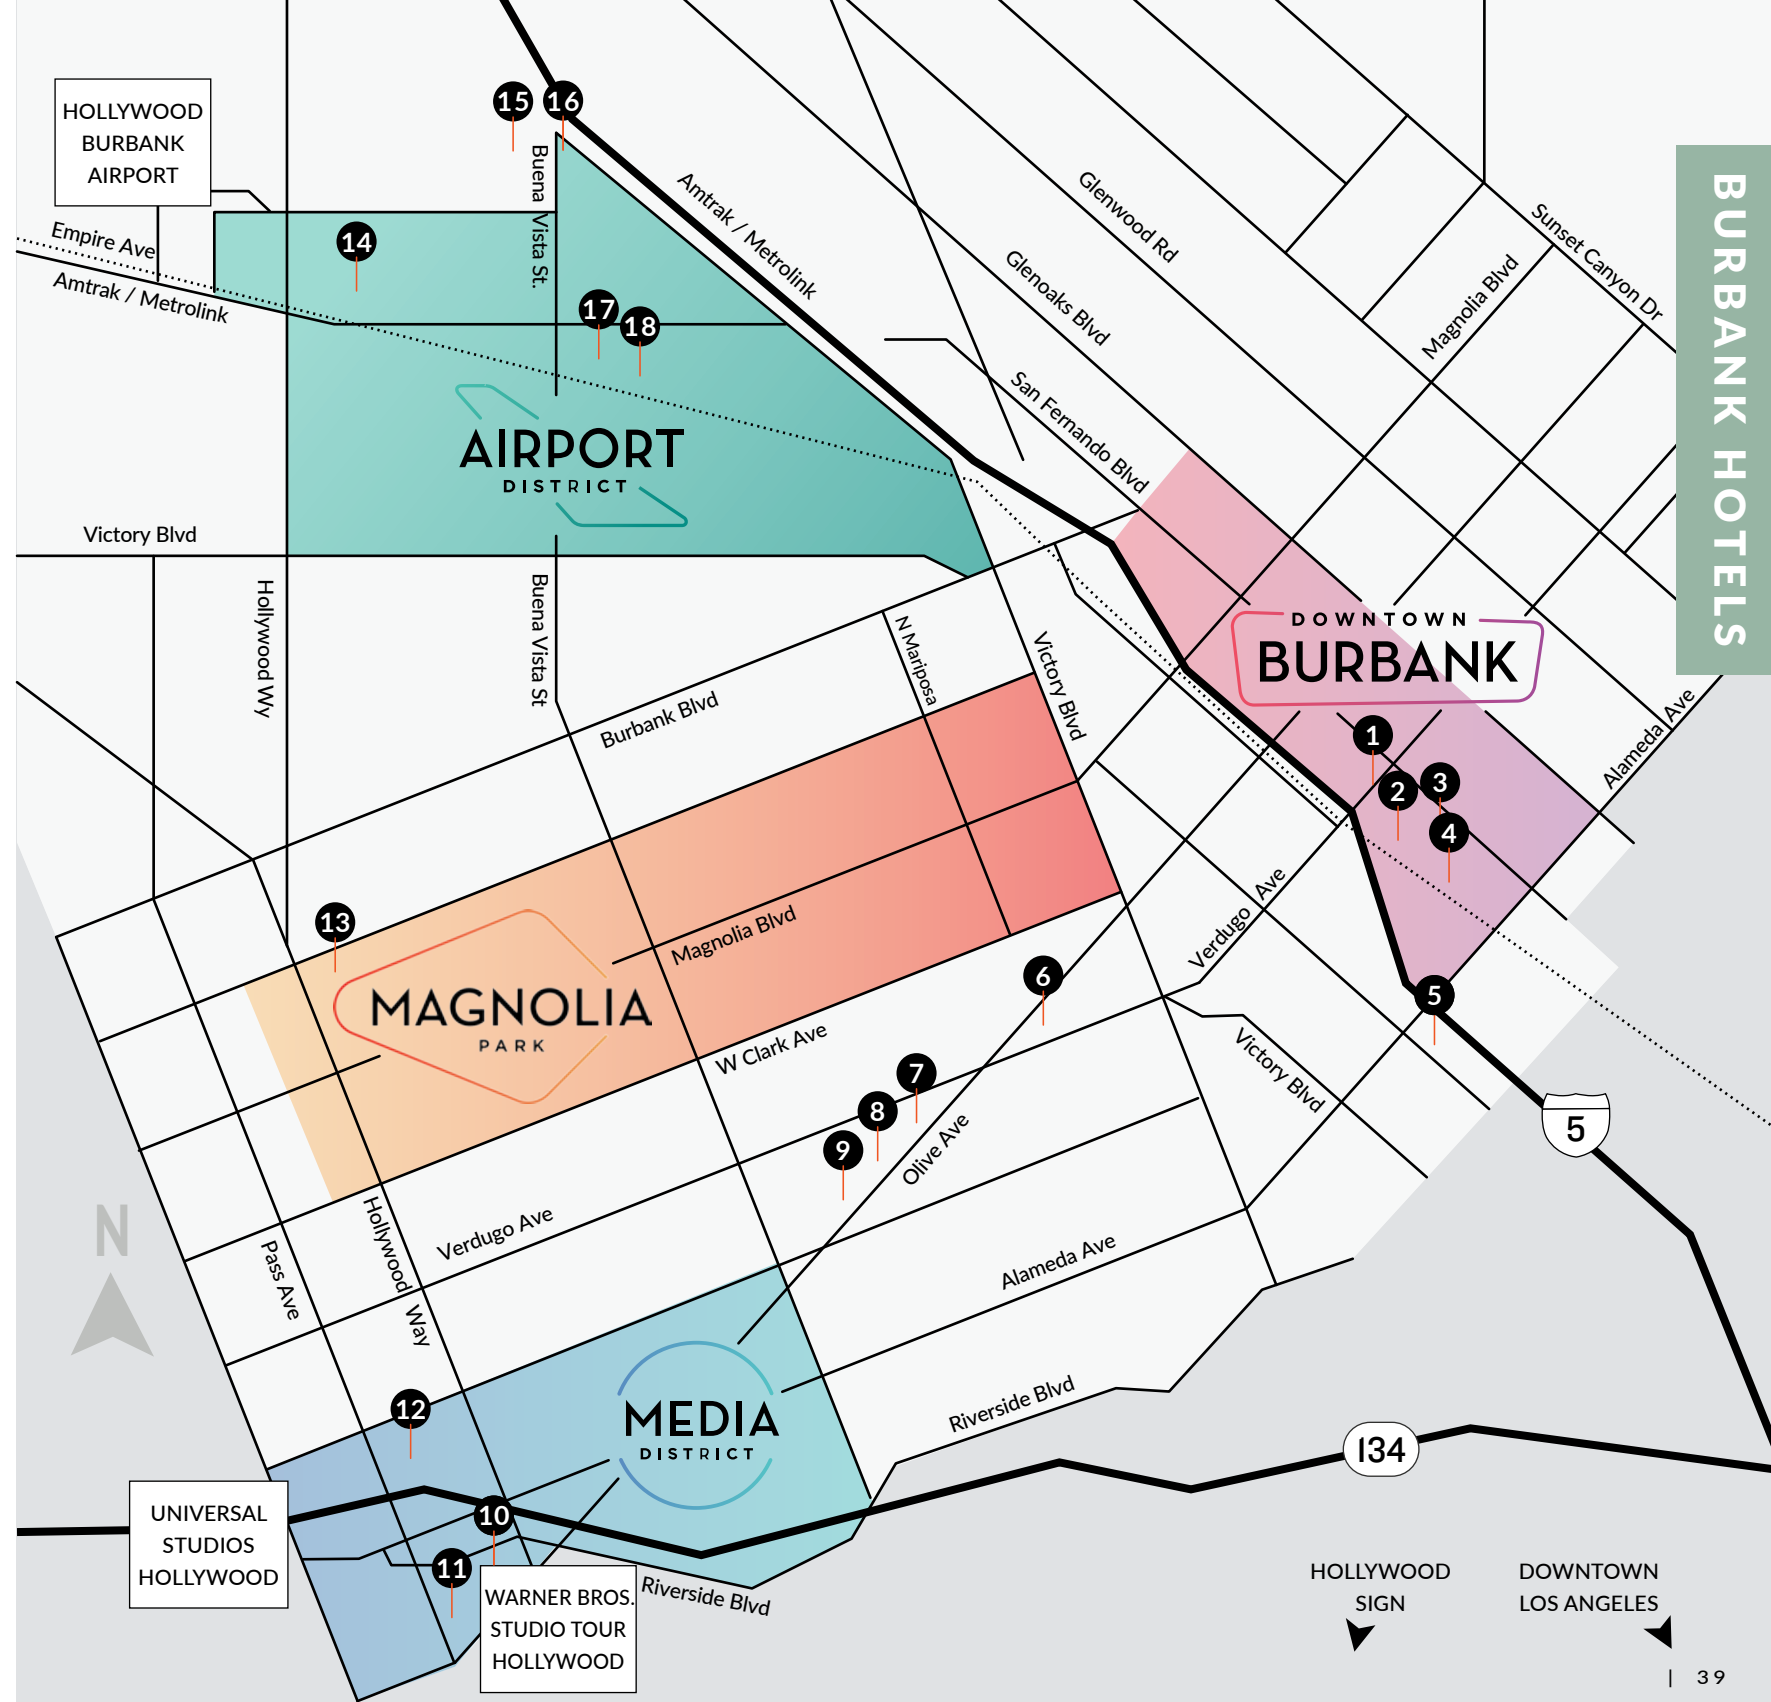 15
16
HOLLYWOOD
BURBANK
AIRPORT
Empire Ave
Amtrak / Metrolink
14
Buena Vista St.
17
18
Amtrak / Metrolink
Glenwood Rd
Glenoaks Blvd
San Fernando Blvd
Sunset Canyon Dr
Magnolia Blvd
BURBANK HOTELS
AIRPORT
DISTRICT
Victory Blvd
Hollywood Wy
Buena Vista St
N Mariposa
Victory Blvd
Burbank Blvd
DOWNTOWN
BURBANK
1
2
3
4
Alameda Ave
13
Magnolia Blvd
MAGNOLIA
PARK
W Clark Ave
Verdugo Ave
6
5
7
8
9
Olive Ave
Victory Blvd
5
N
Pass Ave
Hollywood Way
Verdugo Ave
Alameda Ave
12
MEDIA
DISTRICT
Riverside Blvd
134
UNIVERSAL
STUDIOS
HOLLYWOOD
10
11
WARNER BROS.
STUDIO TOUR
HOLLYWOOD
Riverside Blvd
HOLLYWOOD
SIGN
DOWNTOWN
LOS ANGELES
| 39